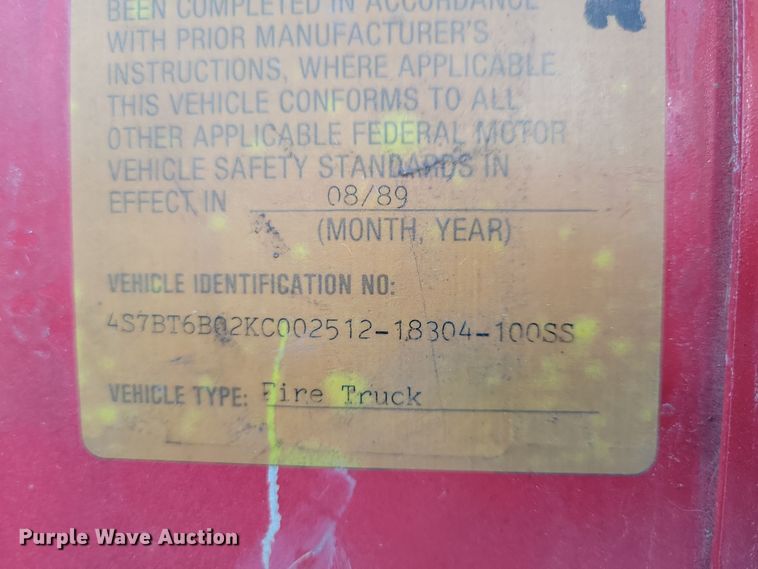 BEEN COMPLETED IN ACCORDANCE
WITH PRIOR MANUFACTURER'S
INSTRUCTIONS, WHERE APPLICABLE
THIS VEHICLE CONFORMS TO ALL
OTHER APPLICABLE FEDERAL MOTOR
VEHICLE SAFETY STANDARDS IN
EFFECT IN 08/89
(MONTH, YEAR)
VEHICLE IDENTIFICATION NO:
4S7BT6B02KC002512-18304-100SS
VEHICLE TYPE: Fire Truck
Purple Wave Auction